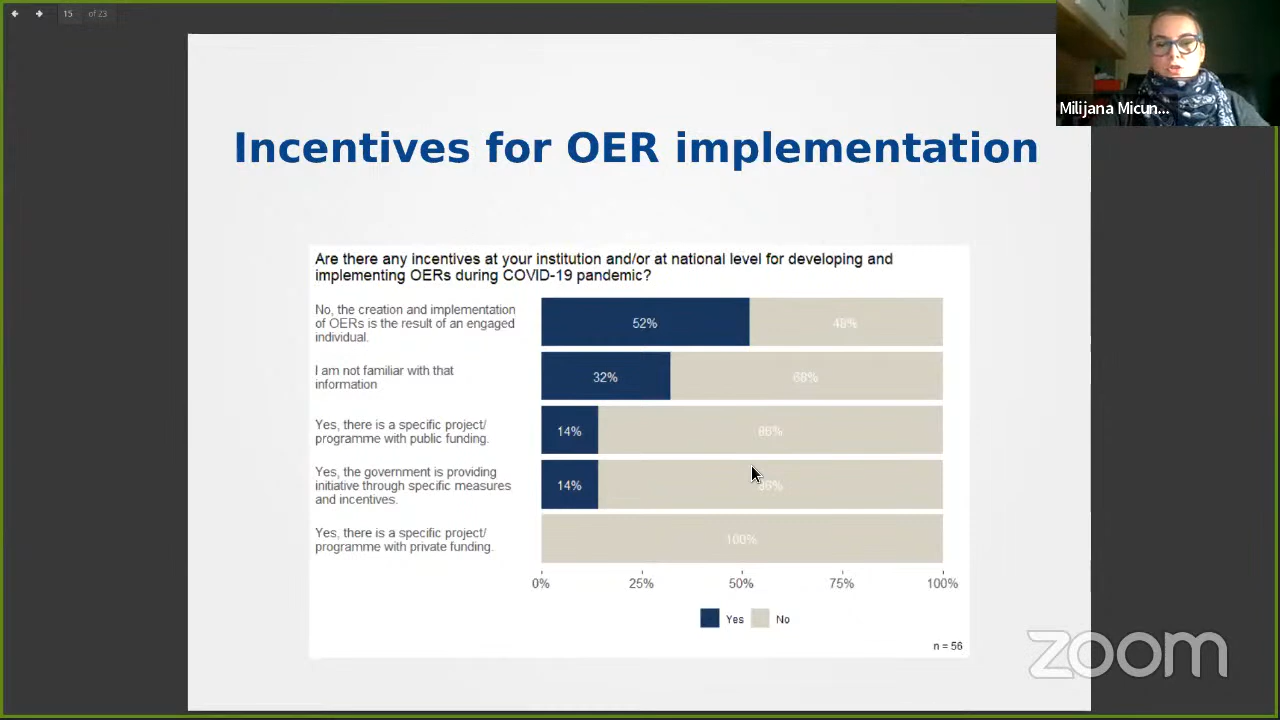 15 of 23
Milijana Micun...
Incentives for OER implementation
Are there any incentives at your institution and/or at national level for developing and
implementing OERs during COVID-19 pandemic?
No, the creation and implementation
of OERs is the result of an engaged
individual.
52% 48%
I am not familiar with that
information
32% 68%
Yes, there is a specific project/
programme with public funding.
14% 86%
Yes, the government is providing
initiative through specific measures
and incentives.
14% 86%
Yes, there is a specific project/
programme with private funding.
100%
0% 25% 50% 75% 100%
Yes No
n = 56
zoom